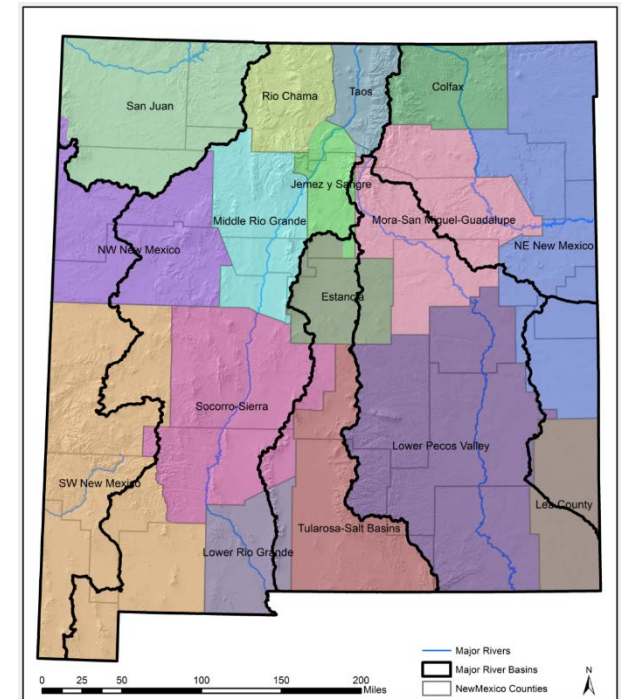 San Juan
Rio Chama
Taos
Colfax
Jemez y Sangre
Middle Rio Grande
Mora-San Miguel-Guadalupe
NW New Mexico
NE New Mexico
Estancia
Socorro-Sierra
Lower Pecos Valley
SW New Mexico
Lea County
Tularosa-Salt Basins
Lower Rio Grande
Major Rivers
Major River Basins
NewMexico Counties
0 25 50 100 150 200
Miles
N